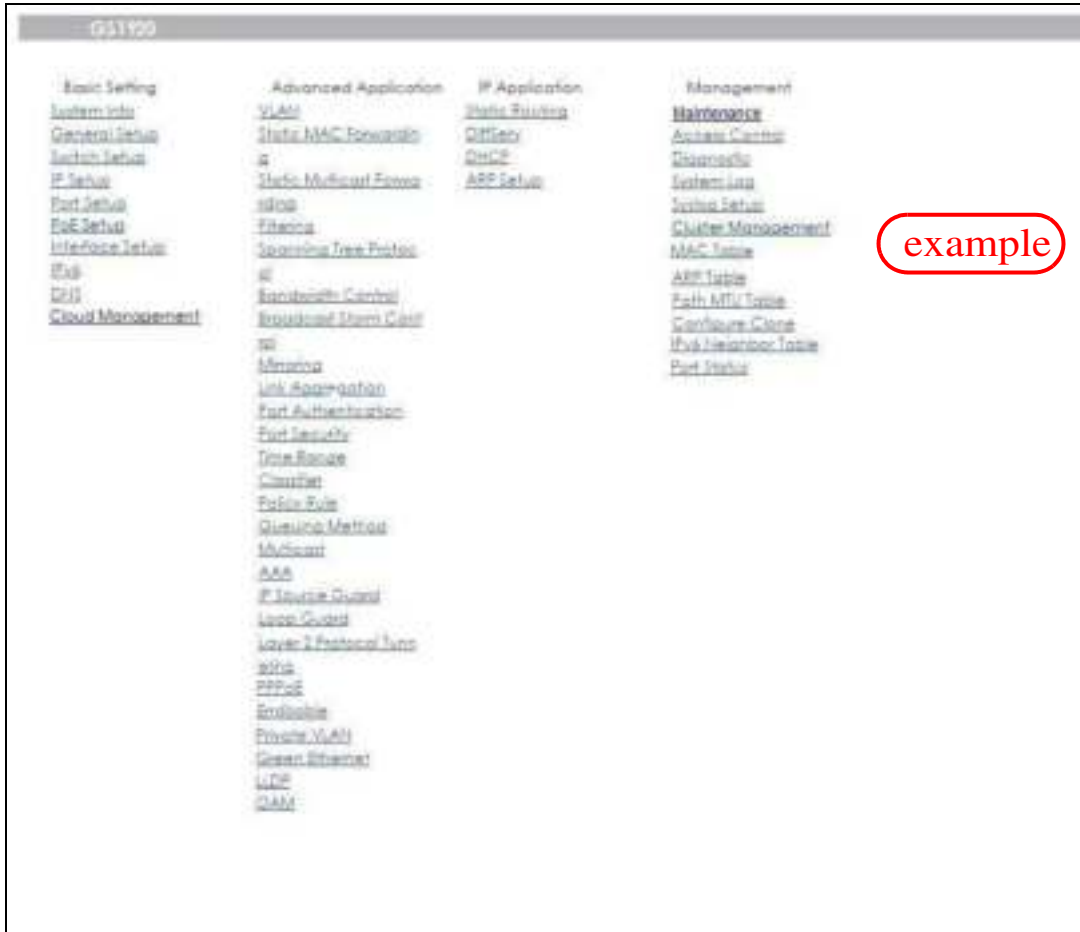 GS1920
Basic Setting
System Info
General Setup
Switch Setup
IP Setup
Port Setup
PoE Setup
Interface Setup
IPv6
DNS
Cloud Management
Advanced Application
VLAN
Static MAC Forwardin
g
Static Multicast Forwa
rding
Filtering
Spanning Tree Protoc
ol
Bandwidth Control
Broadcast Storm Cont
rol
Mirroring
Link Aggregation
Port Authentication
Port Security
Time Range
Classifier
Policy Rule
Queuing Method
Multicast
AAA
IP Source Guard
Loop Guard
Layer 2 Protocol Tunn
eling
PPPoE
Errdisable
Private VLAN
Green Ethernet
LLDP
OAM
IP Application
Static Routing
DiffServ
DHCP
ARP Setup
Management
Maintenance
Access Control
Diagnostic
System Log
Syslog Setup
Cluster Management
MAC Table
ARP Table
Path MTU Table
Configure Clone
IPv6 Neighbor Table
Port Status
example